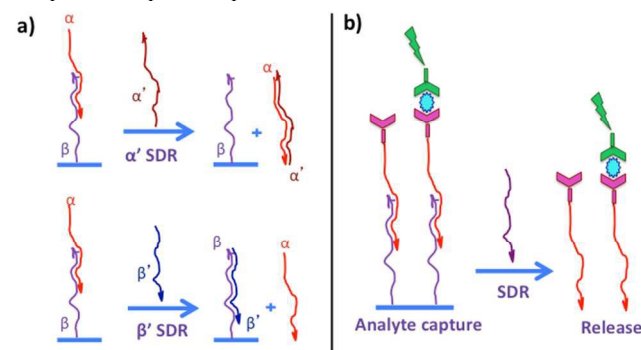 a)
α
α'
β
α' SDR
α
+
α'
α
β
β'
β' SDR
β
β'
+
α
b)
SDR
Analyte capture
Release